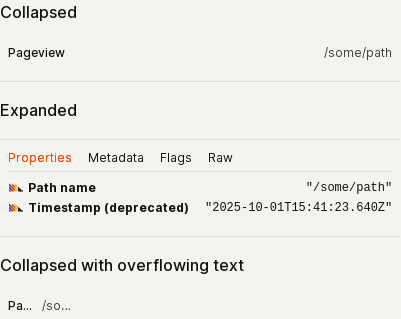 Collapsed
Pageview /some/path
Expanded
Properties Metadata Flags Raw
Path name "/some/path"
Timestamp (deprecated) "2025-10-01T15:41:23.640Z"
Collapsed with overflowing text
Pa... /so...